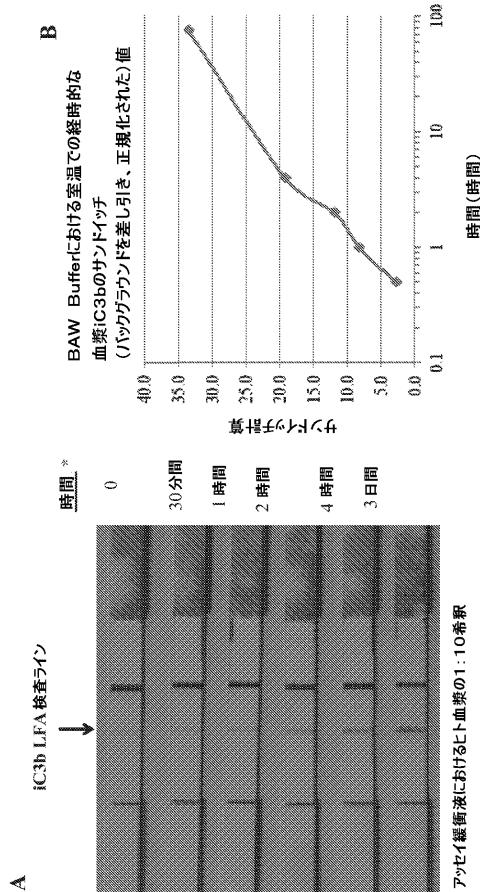 A
iC3b LFA 検査ライン
時間 *
0
30分間
1 時間
2 時間
4 時間
3 日間
アッセイ緩衝液におけるヒト血漿の1:10希釈
B
BAW Bufferにおける室温での経時的な
血漿iC3bのサンドイッチ
(バックグラウンドを差し引き、正規化された)値
サンドイッチ計算
40.0
35.0
30.0
25.0
20.0
15.0
10.0
5.0
0.0
0.1
1
10
100
時間(時間)